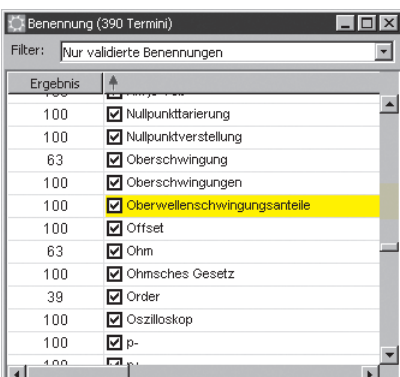 Benennung (390 Termini)
Filter: Nur validierte Benennungen
Ergebnis
100 Nullpunkttarierung
100 Nullpunktverstellung
63 Oberschwingung
100 Oberschwingungen
100 Oberwellenschwingungsanteile
100 Offset
63 Ohm
100 Ohmsches Gesetz
39 Order
100 Oszilloskop
100 p-
100